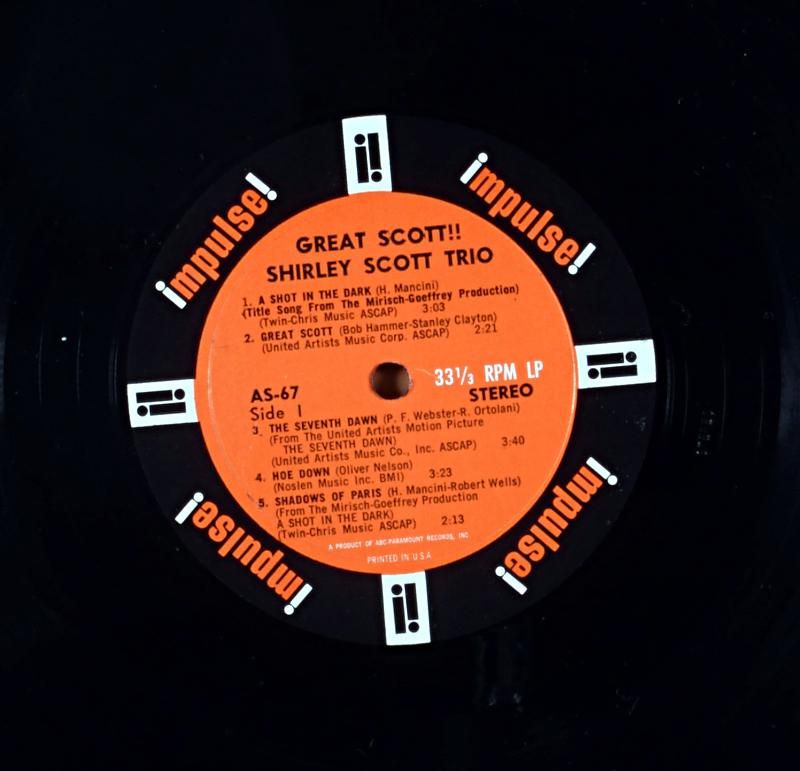 impulse!
impulse!
GREAT SCOTT!!
SHIRLEY SCOTT TRIO
1. A SHOT IN THE DARK (H. Mancini)
(Title Song From The Mirisch-Goeffrey Production)
(Twin-Chris Music ASCAP) 3:03
2. GREAT SCOTT (Bob Hammer-Stanley Clayton)
(United Artists Music Corp. ASCAP) 2:21
33 1/3 RPM LP
AS-67 STEREO
Side 1
3. THE SEVENTH DAWN (P. F. Webster-R. Ortolani)
(From The United Artists Motion Picture
THE SEVENTH DAWN)
(United Artists Music Co., Inc. ASCAP) 3:40
4. HOE DOWN (Oliver Nelson)
(Noslen Music Inc. BMI) 3:23
5. SHADOWS OF PARIS (H. Mancini-Robert Wells)
(From The Mirisch-Goeffrey Production
A SHOT IN THE DARK)
(Twin-Chris Music ASCAP) 2:13
A PRODUCT OF ABC-PARAMOUNT RECORDS, INC
PRINTED IN U S A
impulse!
impulse!